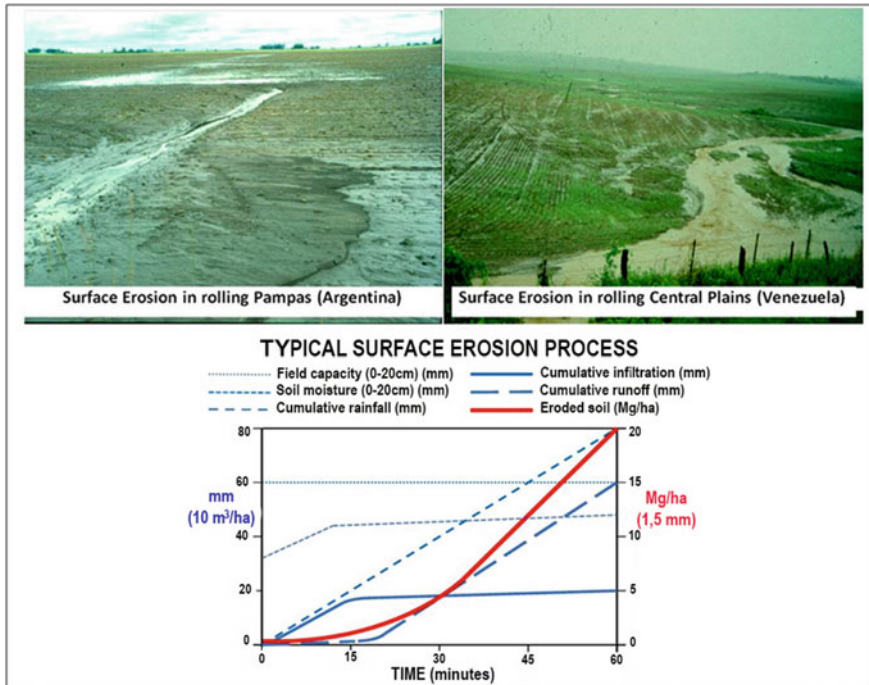 Surface Erosion in rolling Pampas (Argentina)
Surface Erosion in rolling Central Plains (Venezuela)
TYPICAL SURFACE EROSION PROCESS
Field capacity (0-20cm) (mm)
Soil moisture (0-20cm) (mm)
Cumulative rainfall (mm)
Cumulative infiltration (mm)
Cumulative runoff (mm)
Eroded soil (Mg/ha)
80
60
40
20
0
mm
(10 m³/ha)
20
15
10
5
0
Mg/ha
(1,5 mm)
0
15
30
45
60
TIME (minutes)